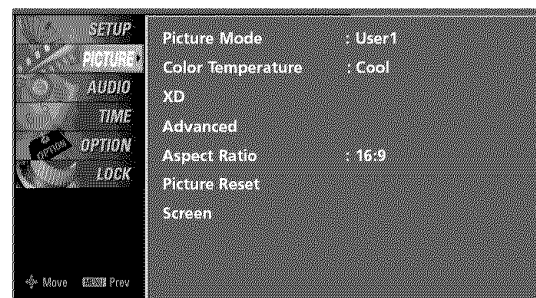 SETUP
PICTURE
AUDIO
TIME
OPTION
LOCK
Picture Mode : User1
Color Temperature : Cool
XD
Advanced
Aspect Ratio : 16:9
Picture Reset
Screen
OPTION
Move MENU Prev